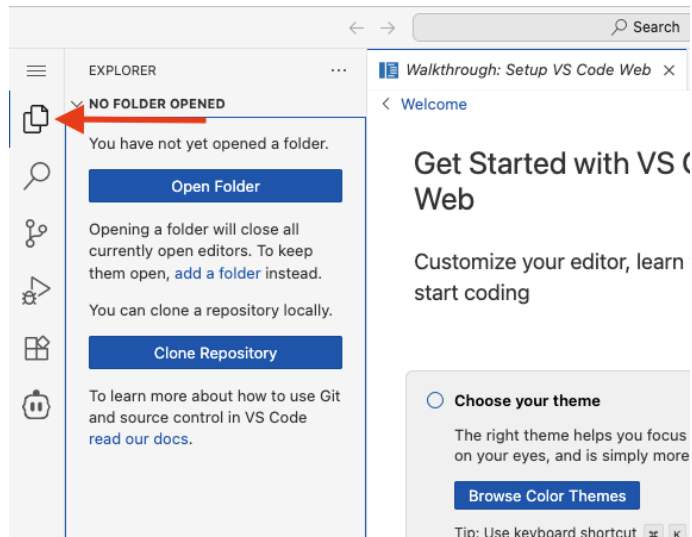 Search
EXPLORER
Walkthrough: Setup VS Code Web
NO FOLDER OPENED
Welcome
You have not yet opened a folder.
Open Folder
Opening a folder will close all
currently open editors. To keep
them open, add a folder instead.
You can clone a repository locally.
Clone Repository
To learn more about how to use Git
and source control in VS Code
read our docs.
Get Started with VS
Web
Customize your editor, learn
start coding
Choose your theme
The right theme helps you focus
on your eyes, and is simply more
Browse Color Themes
Tip: Use keyboard shortcut ⌘ K